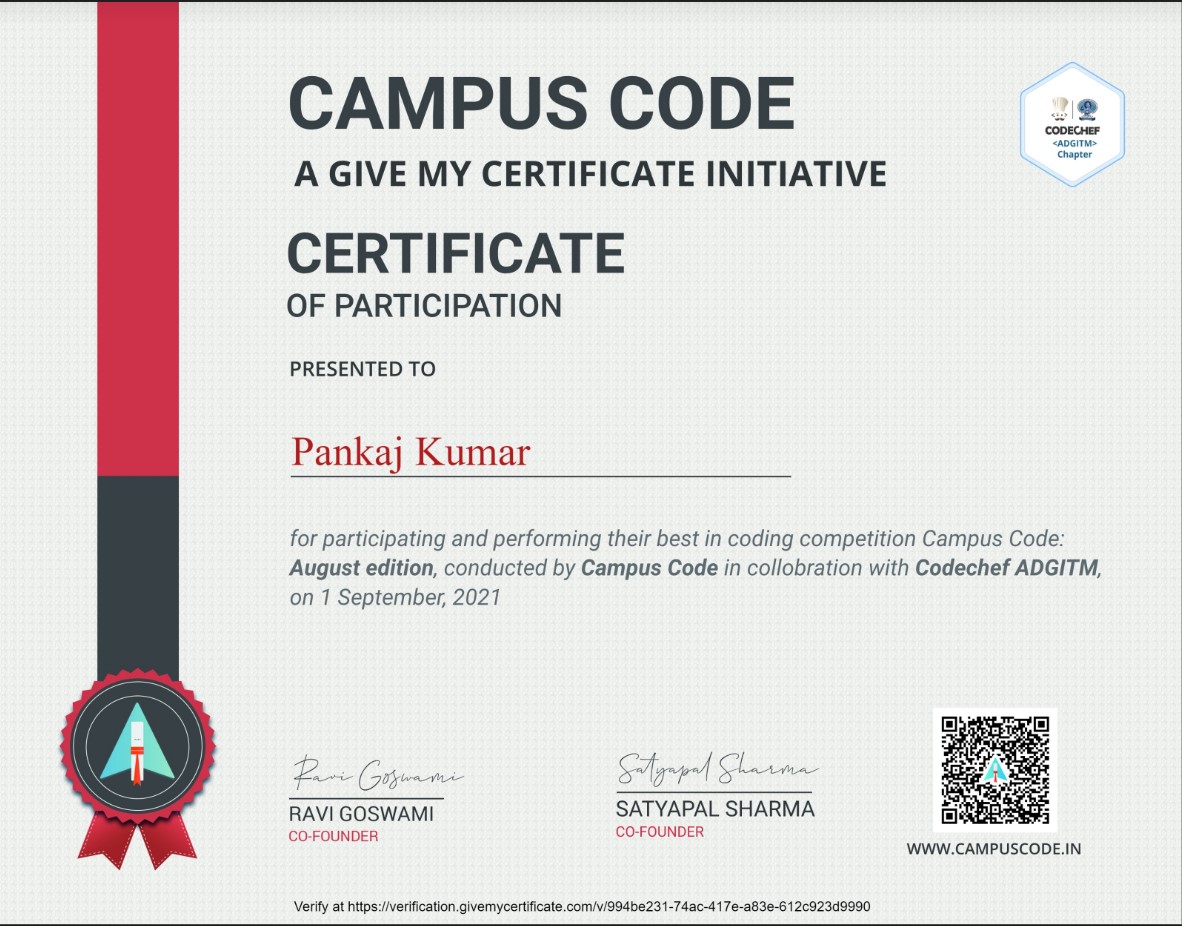 CAMPUS CODE
A GIVE MY CERTIFICATE INITIATIVE
CODECHEF
<ADGITM>
Chapter
CERTIFICATE
OF PARTICIPATION
PRESENTED TO
Pankaj Kumar
for participating and performing their best in coding competition Campus Code:
August edition, conducted by Campus Code in collobration with Codechef ADGITM,
on 1 September, 2021
Ravi Goswami
RAVI GOSWAMI
CO-FOUNDER
Satyapal Sharma
SATYAPAL SHARMA
CO-FOUNDER
WWW.CAMPUSCODE.IN
Verify at https://verification.givemycertificate.com/v/994be231-74ac-417e-a83e-612c923d9990